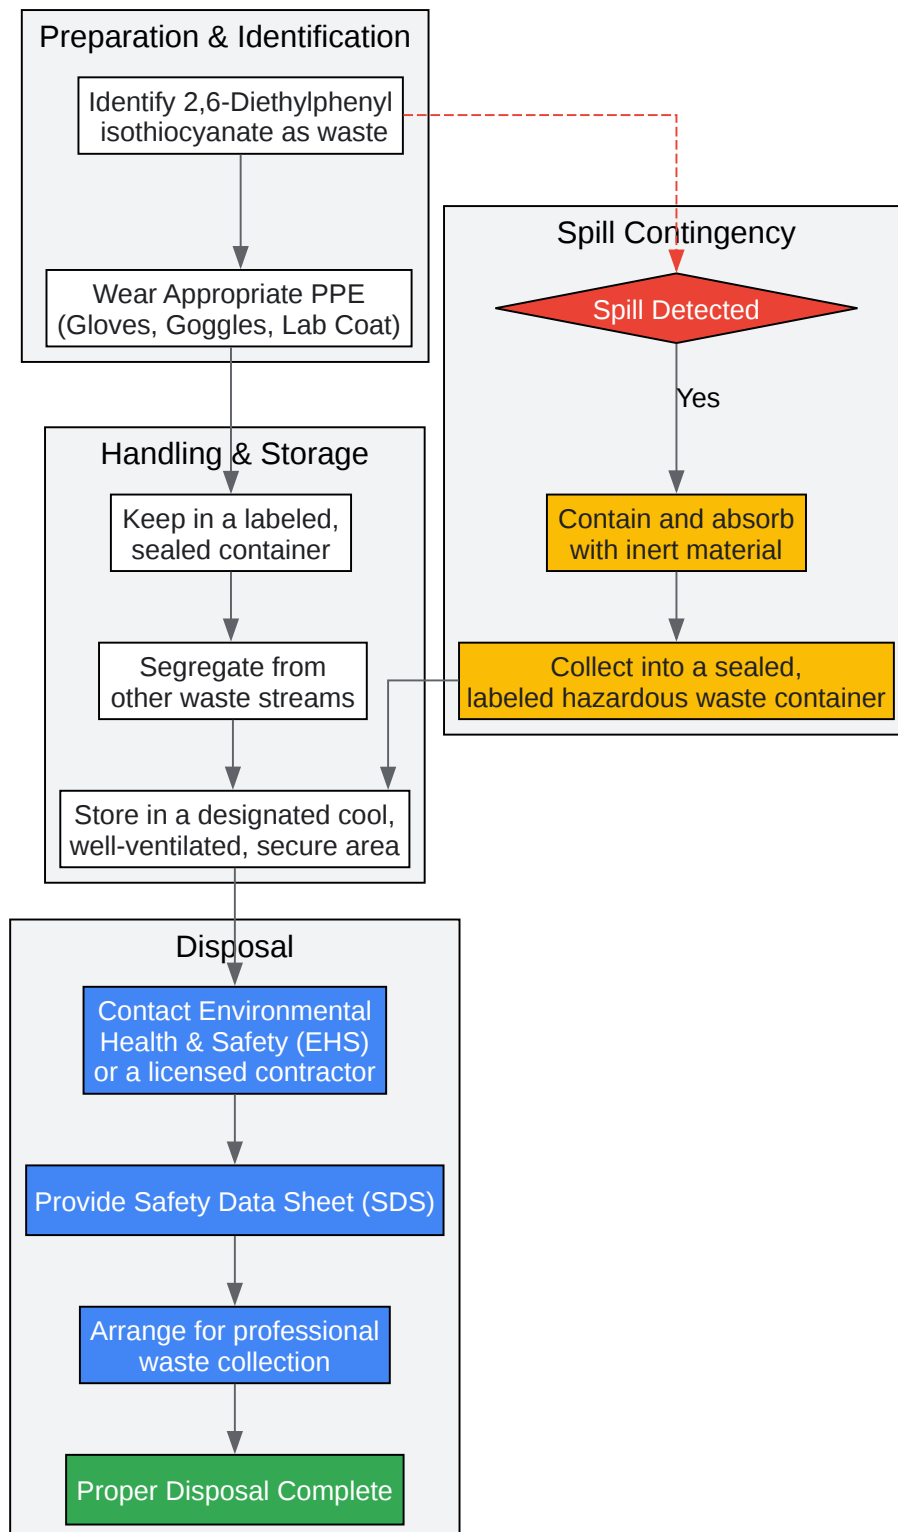 Preparation & Identification
Identify 2,6-Diethylphenyl
isothiocyanate as waste
Wear Appropriate PPE
(Gloves, Goggles, Lab Coat)
Spill Contingency
Spill Detected
Yes
Contain and absorb
with inert material
Collect into a sealed,
labeled hazardous waste container
Handling & Storage
Keep in a labeled,
sealed container
Segregate from
other waste streams
Store in a designated cool,
well-ventilated, secure area
Disposal
Contact Environmental
Health & Safety (EHS)
or a licensed contractor
Provide Safety Data Sheet (SDS)
Arrange for professional
waste collection
Proper Disposal Complete